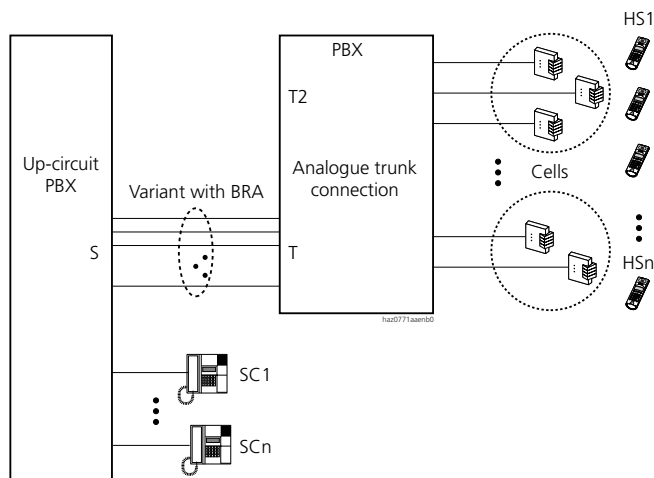 HS1
PBX
T2
Up-circuit
PBX
Analogue trunk
connection
Cells
Variant with BRA
S
T
HSn
haz0771aaenb0
SC1
SCn